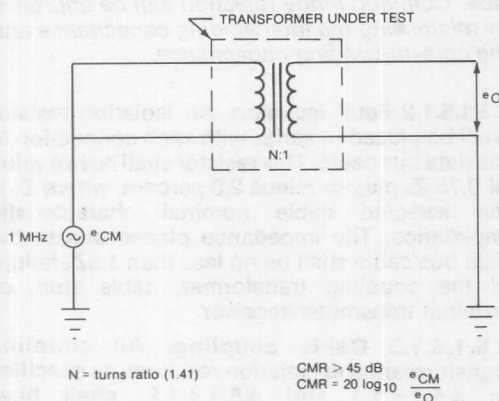 TRANSFORMER UNDER TEST
eO
N:1
1 MHz eCM
N = turns ratio (1.41)
CMR ≥ 45 dB
CMR = 20 log10 eCM/eO